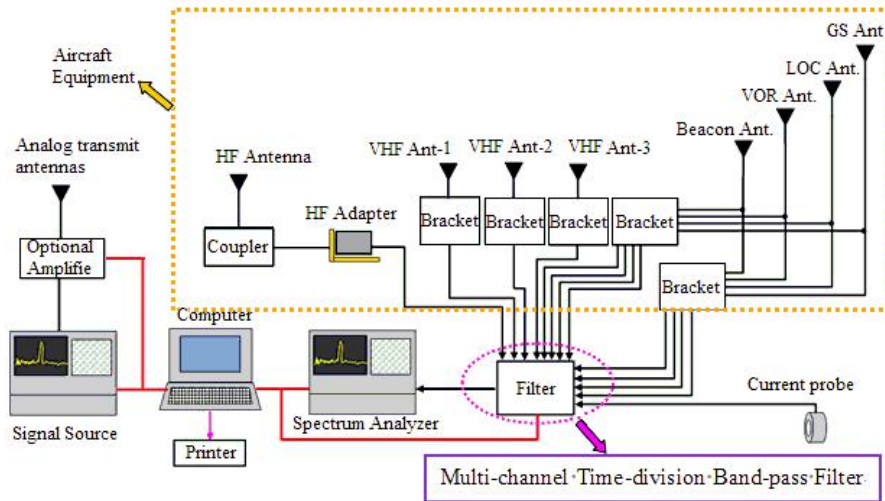 GS Ant
LOC Ant.
VOR Ant.
Beacon Ant.
Aircraft
Equipment
Analog transmit
antennas
HF Antenna
VHF Ant-1
VHF Ant-2
VHF Ant-3
HF Adapter
Bracket
Bracket
Bracket
Bracket
Optional
Amplifie
Coupler
Bracket
Computer
Filter
Current probe
Signal Source
Spectrum Analyzer
Printer
Multi-channel·Time-division·Band-pass·Filter